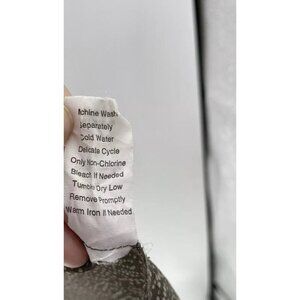 achine Wash
Separately
Cold Water
Delicate Cycle
Only Non-Chlorine
Bleach If Needed
Tumble Dry Low
Remove Promptly
Warm Iron If Needed